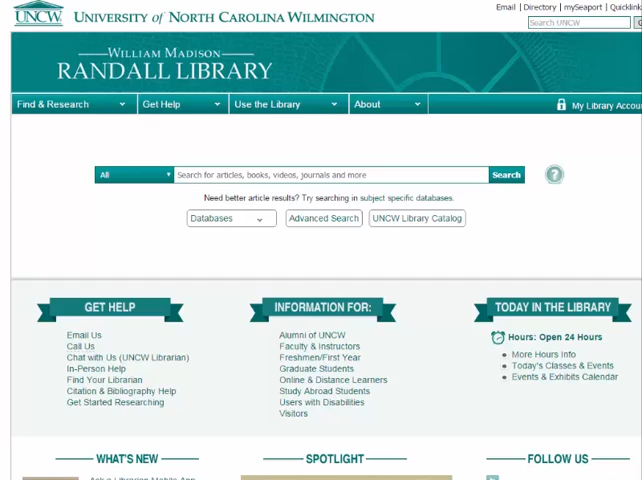 Email | Directory | mySeaport | Quicklink
UNCW UNIVERSITY of NORTH CAROLINA WILMINGTON
Search UNCW
WILLIAM MADISON
RANDALL LIBRARY
Find & Research Get Help Use the Library About My Library Accou
All Search for articles, books, videos, journals and more Search ?
Need better article results? Try searching in subject specific databases.
Databases Advanced Search UNCW Library Catalog
GET HELP
Email Us
Call Us
Chat with Us (UNCW Librarian)
In-Person Help
Find Your Librarian
Citation & Bibliography Help
Get Started Researching
INFORMATION FOR:
Alumni of UNCW
Faculty & Instructors
Freshmen/First Year
Graduate Students
Online & Distance Learners
Study Abroad Students
Users with Disabilities
Visitors
TODAY IN THE LIBRARY
Hours: Open 24 Hours
More Hours Info
Today's Classes & Events
Events & Exhibits Calendar
WHAT'S NEW
SPOTLIGHT
FOLLOW US
Ask a Librarian Mobile App